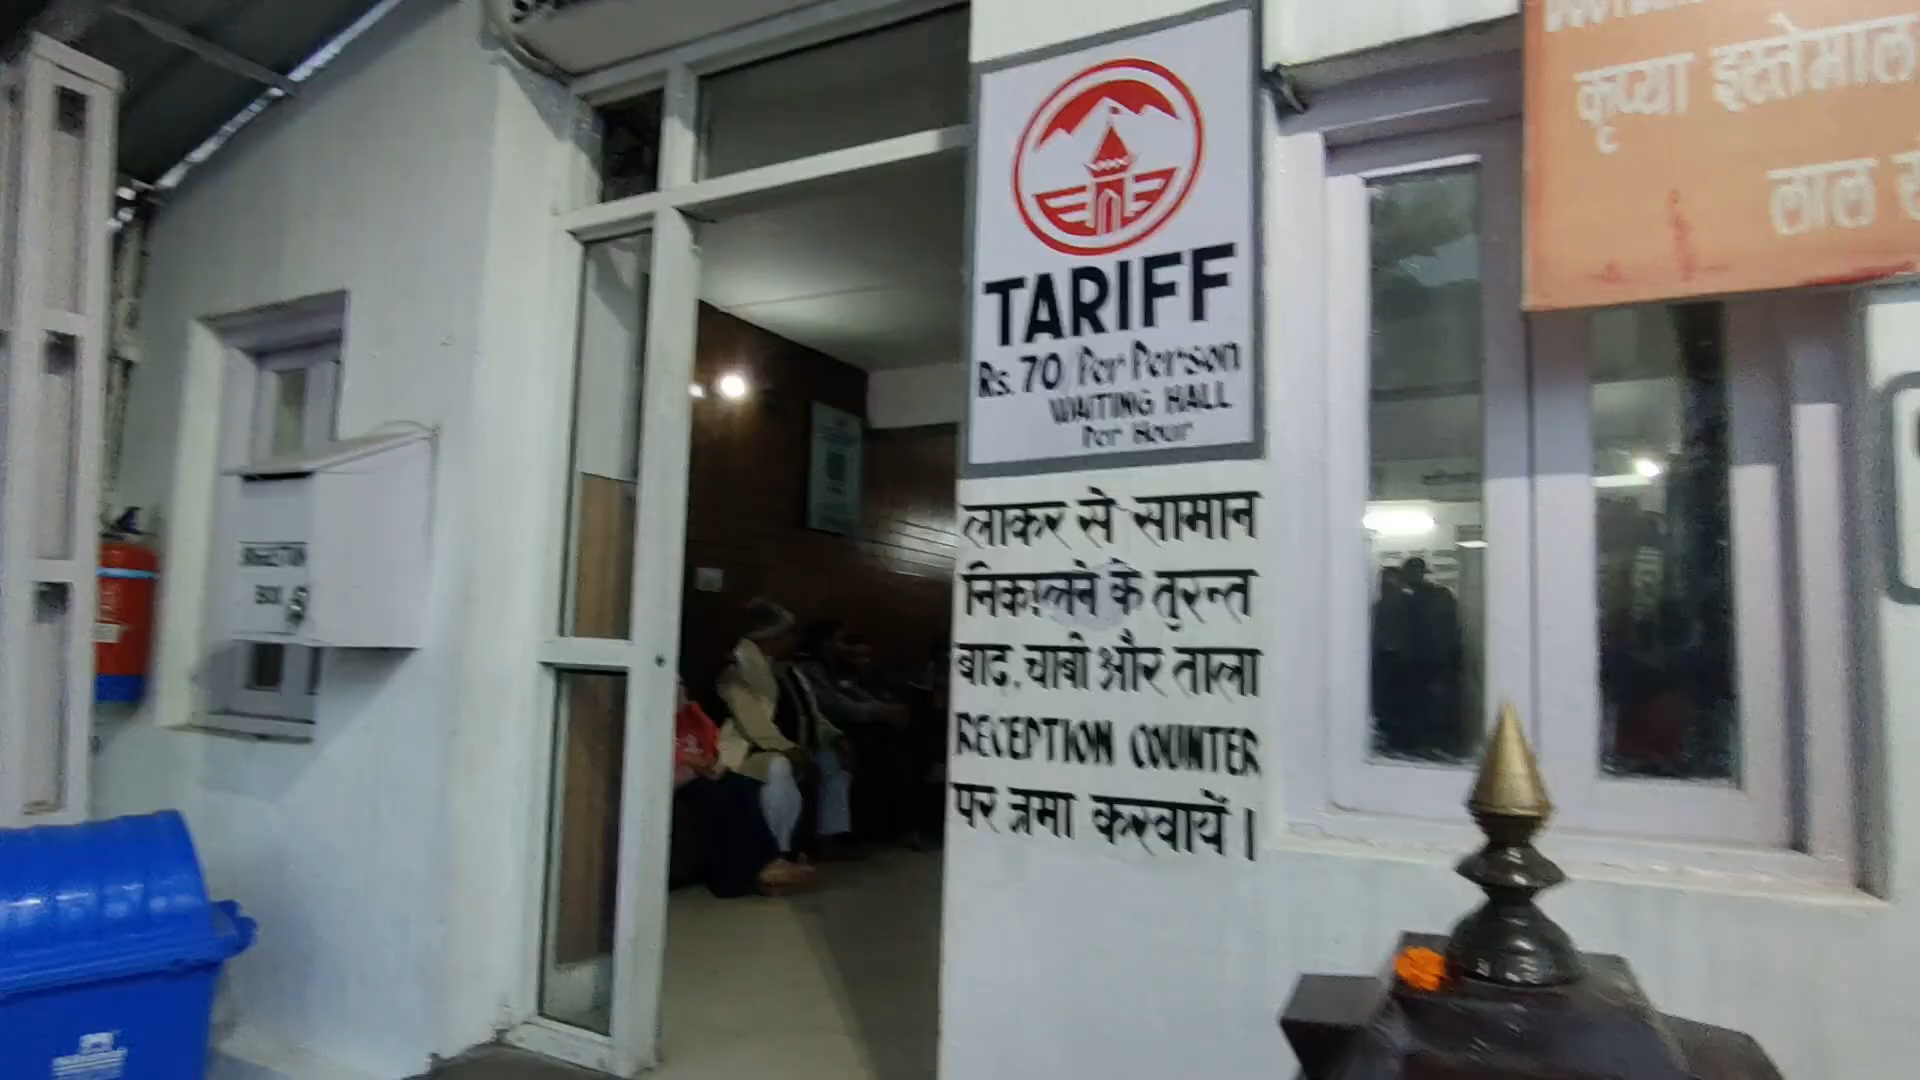 TARIFF
Rs. 70 / Per Person
WAITING HALL
Per Hour
लाकर से सामान
निकालने के तुरन्त
बाद, चाबी और ताला
RECEPTION COUNTER
पर जमा करवायें।
कृप्या इस्तेमाल
लाल
BOX